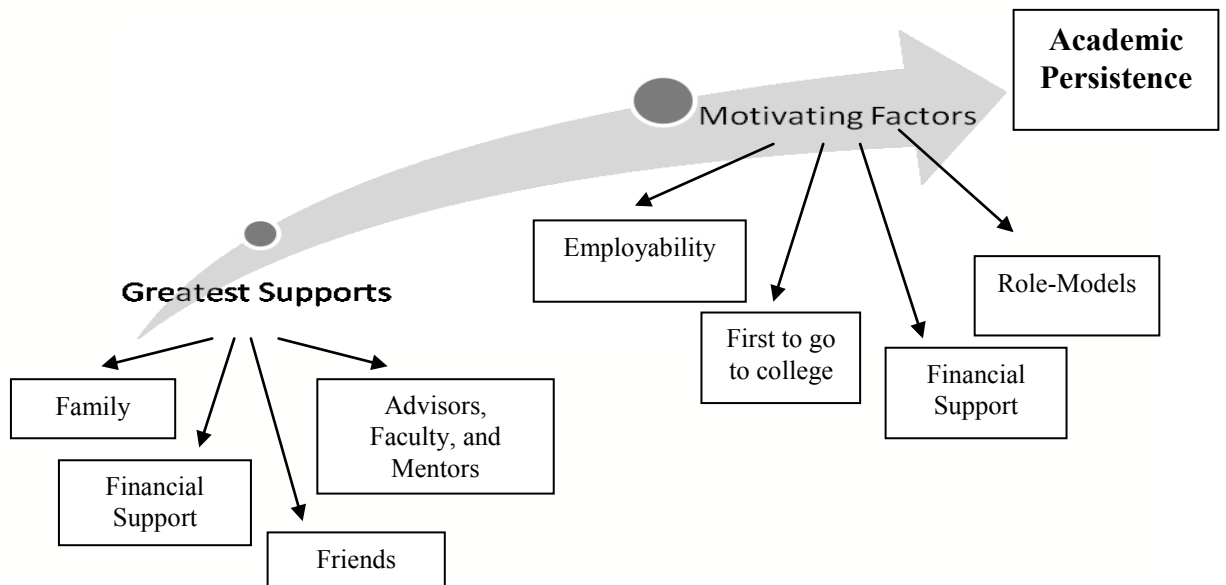 Academic
Persistence
Motivating Factors
Employability
Role-Models
First to go
to college
Financial
Support
Greatest Supports
Family
Advisors,
Faculty, and
Mentors
Financial
Support
Friends